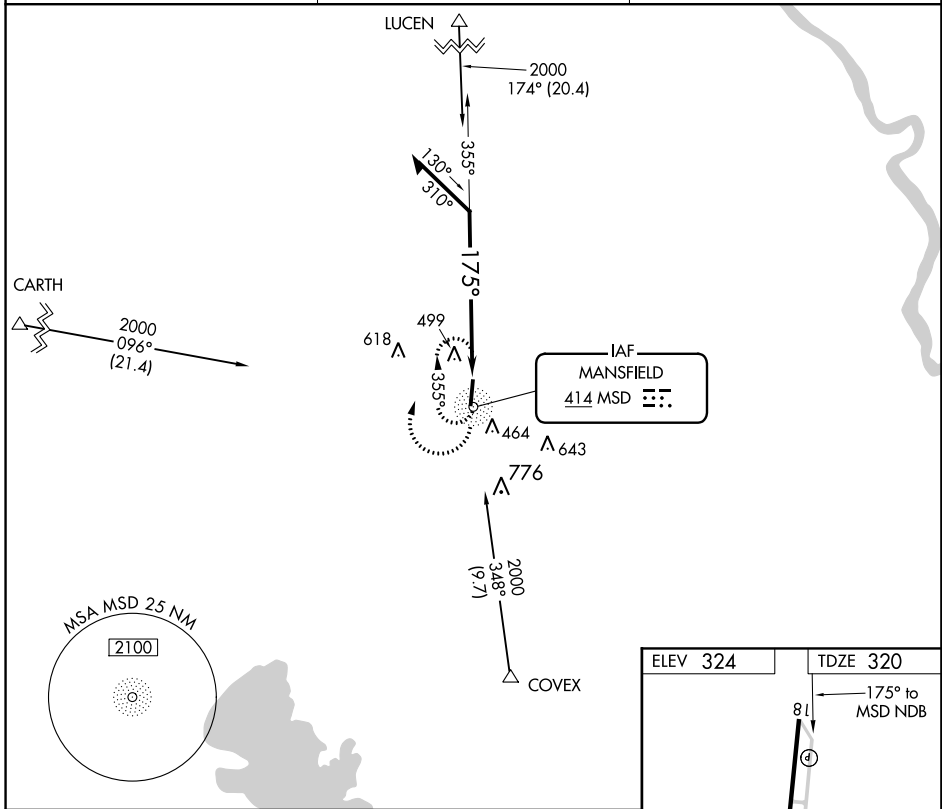 LUCEN
2000
174° (20.4)
355°
130°
310°
175°
CARTH
2000
096°
(21.4)
618
499
355°
IAF
MANSFIELD
414 MSD
464
643
776
2000
348°
(9.7)
COVEX
MSA MSD 25 NM
2100
ELEV 324
TDZE 320
175° to
MSD NDB
18
P